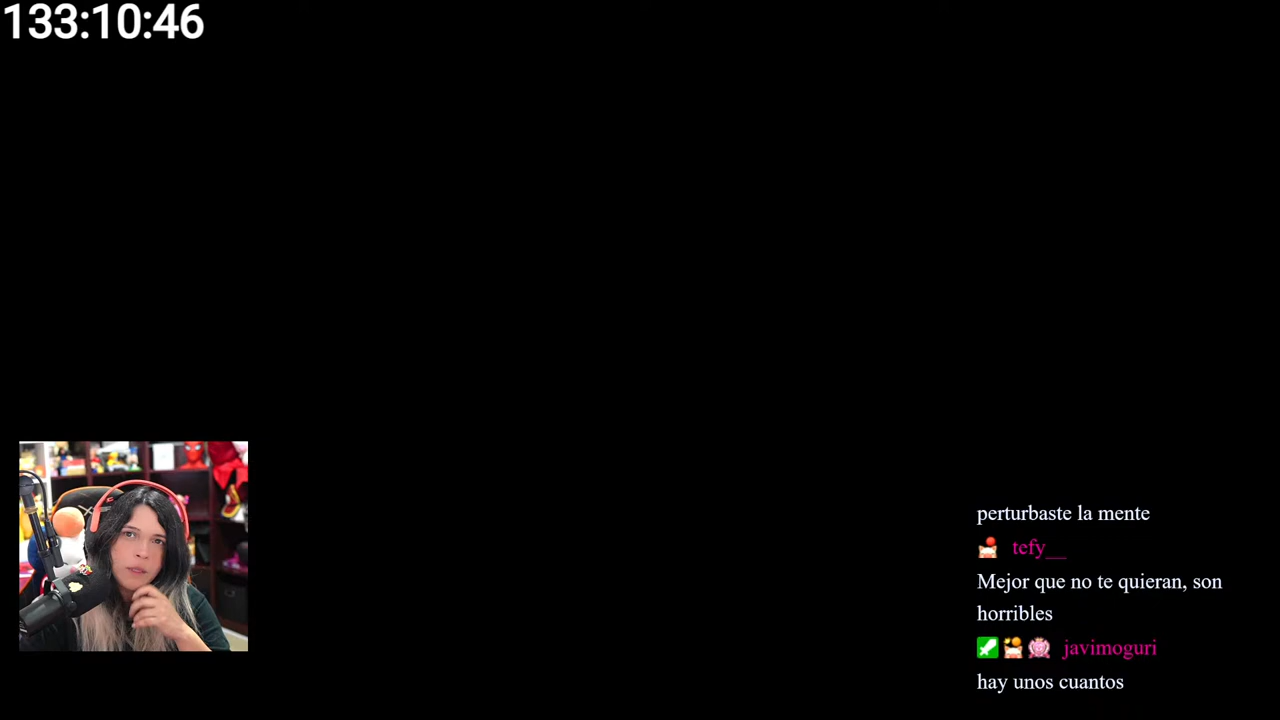 133:10:46
perturbaste la mente
tefy__
Mejor que no te quieran, son
horribles
javimoguri
hay unos cuantos